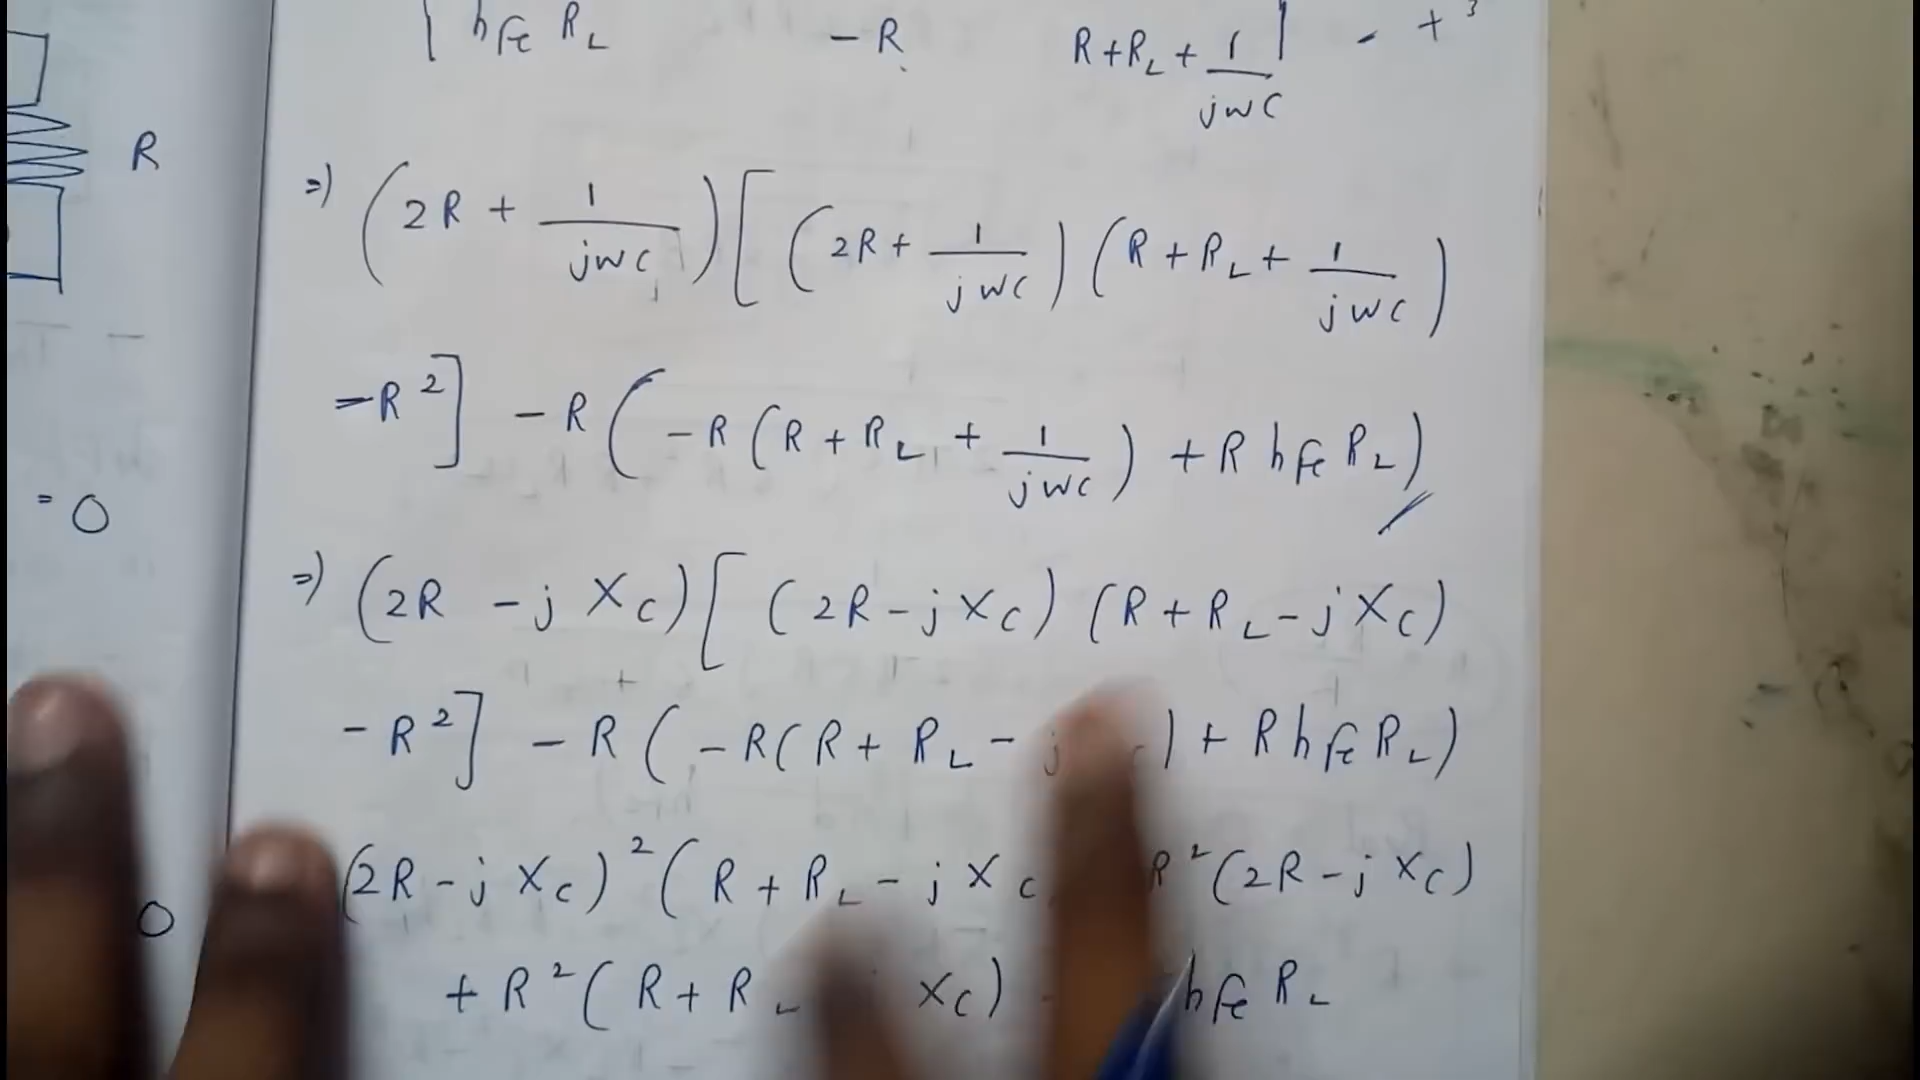 | hfe RL   - R   R+RL + 1/jwC |
R
=) (2R + 1/jwC) [ (2R + 1/jwC) (R + RL + 1/jwC)
-R²] - R ( - R (R + RL + 1/jwC) + R hfe RL)
= 0
=) (2R - j XC) [ (2R - j XC) (R + RL - j XC)
- R²] - R ( - R (R + RL - j ) + R hfe RL)
(2R - j XC)² (R + RL - j XC R² (2R - j XC)
0
+ R² (R + RL XC) hfe RL